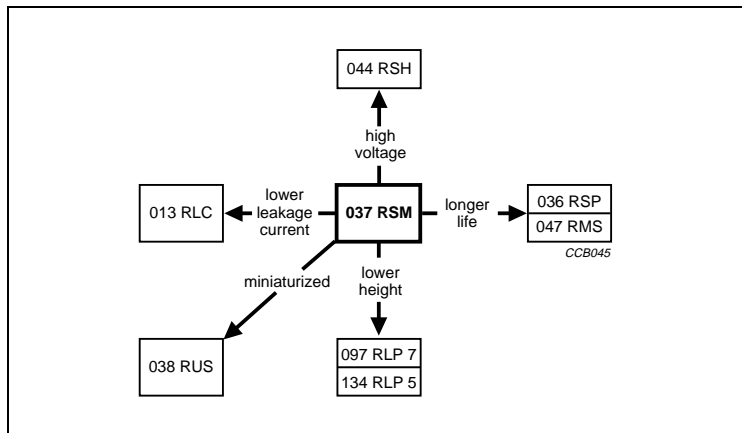 044 RSH
high
voltage
013 RLC
lower
leakage
current
037 RSM
longer
life
036 RSP
047 RMS
CCB045
miniaturized
lower
height
038 RUS
097 RLP 7
134 RLP 5